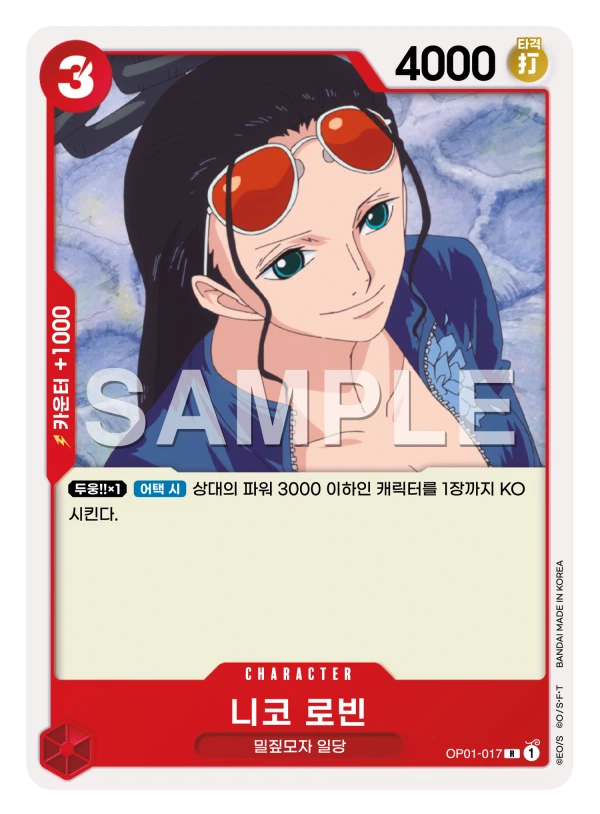 3
4000
타격
打
카운터 +1000
SAMPLE
두웅!!×1 어택 시 상대의 파워 3000 이하인 캐릭터를 1장까지 KO
시킨다.
CHARACTER
니코 로빈
밀짚모자 일당
OP01-017 R 1
©EO/S ©O/S·F·T BANDAI MADE IN KOREA